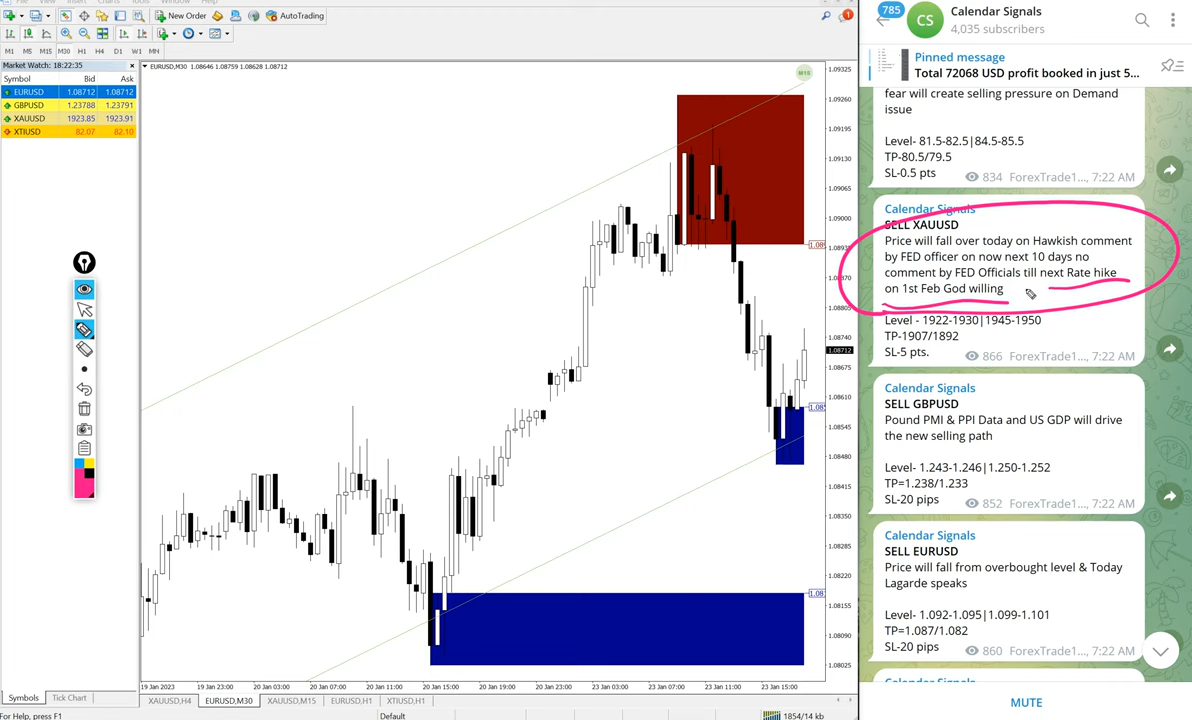 View Insert Charts Tools Window Help
New Order AutoTrading
1
M1 M5 M15 M30 H1 H4 D1 W1 MN
Market Watch: 18:22:35
Symbol Bid Ask
EURUSD 1.08712 1.08712
GBPUSD 1.23788 1.23791
XAUUSD 1923.85 1923.91
XTIUSD 82.07 82.10
Symbols Tick Chart
EURUSD,M30 1.08646 1.08759 1.08628 1.08712
M16
1.09325
1.09260
1.09195
1.09130
1.09065
1.09000
1.08935
1.08870
1.08805
1.08740
1.08712
1.08675
1.08610
1.08545
1.08480
1.08415
1.08350
1.08285
1.08220
1.08155
1.08090
1.08025
19 Jan 2023 19 Jan 23:00 20 Jan 03:00 20 Jan 07:00 20 Jan 11:00 20 Jan 15:00 20 Jan 19:00 20 Jan 23:00 23 Jan 03:00 23 Jan 07:00 23 Jan 11:00 23 Jan 15:00
XAUUSD,H4 EURUSD,M30 XAUUSD,M15 EURUSD,H1 XTIUSD,H1
For Help, press F1 Default 1854/14 kb
785
CS
Calendar Signals
4,035 subscribers
Pinned message
Total 72068 USD profit booked in just 5...
fear will create selling pressure on Demand
issue
Level- 81.5-82.5|84.5-85.5
TP-80.5/79.5
SL-0.5 pts
834 ForexTrade1..., 7:22 AM
Calendar Signals
SELL XAUUSD
Price will fall over today on Hawkish comment
by FED officer on now next 10 days no
comment by FED Officials till next Rate hike
on 1st Feb God willing
Level - 1922-1930|1945-1950
TP-1907/1892
SL-5 pts.
866 ForexTrade1..., 7:22 AM
Calendar Signals
SELL GBPUSD
Pound PMI & PPI Data and US GDP will drive
the new selling path
Level- 1.243-1.246|1.250-1.252
TP=1.238/1.233
SL-20 pips
852 ForexTrade1..., 7:22 AM
Calendar Signals
SELL EURUSD
Price will fall from overbought level & Today
Lagarde speaks
Level- 1.092-1.095|1.099-1.101
TP=1.087/1.082
SL-20 pips
860 ForexTrade1..., 7:22 AM
MUTE